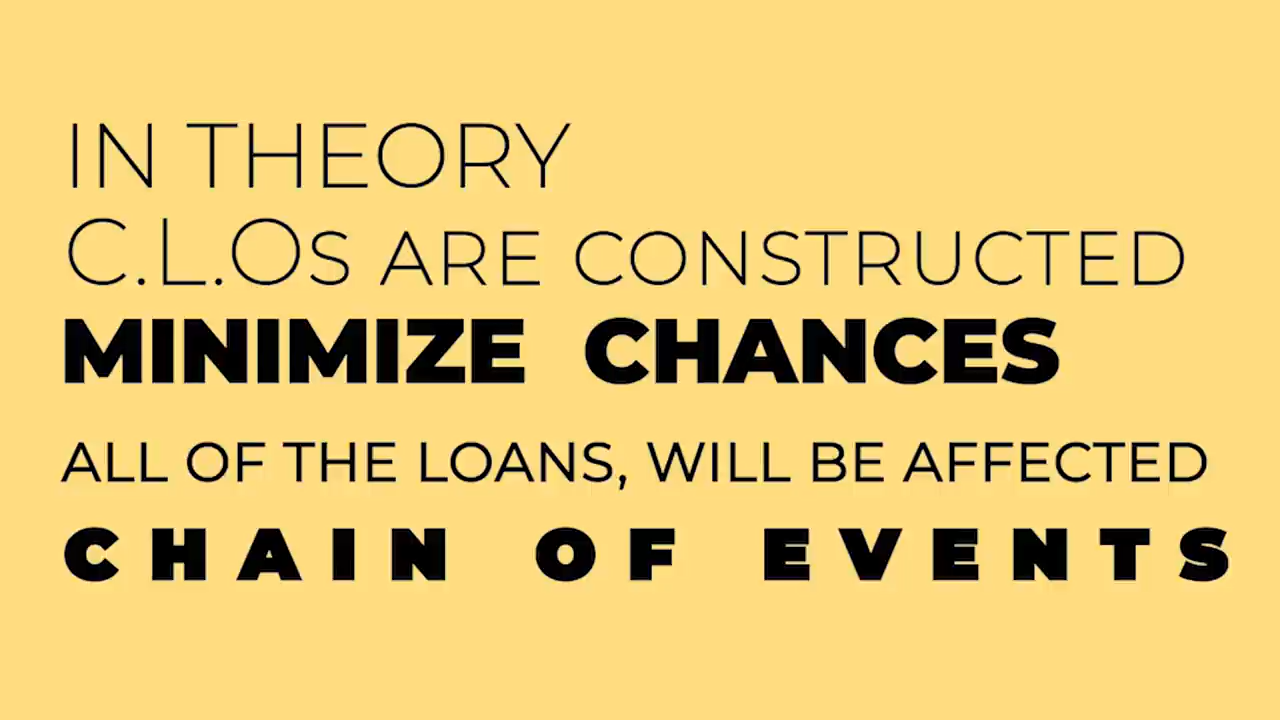 IN THEORY
C.L.Os ARE CONSTRUCTED
MINIMIZE CHANCES
ALL OF THE LOANS, WILL BE AFFECTED
CHAIN OF EVENTS